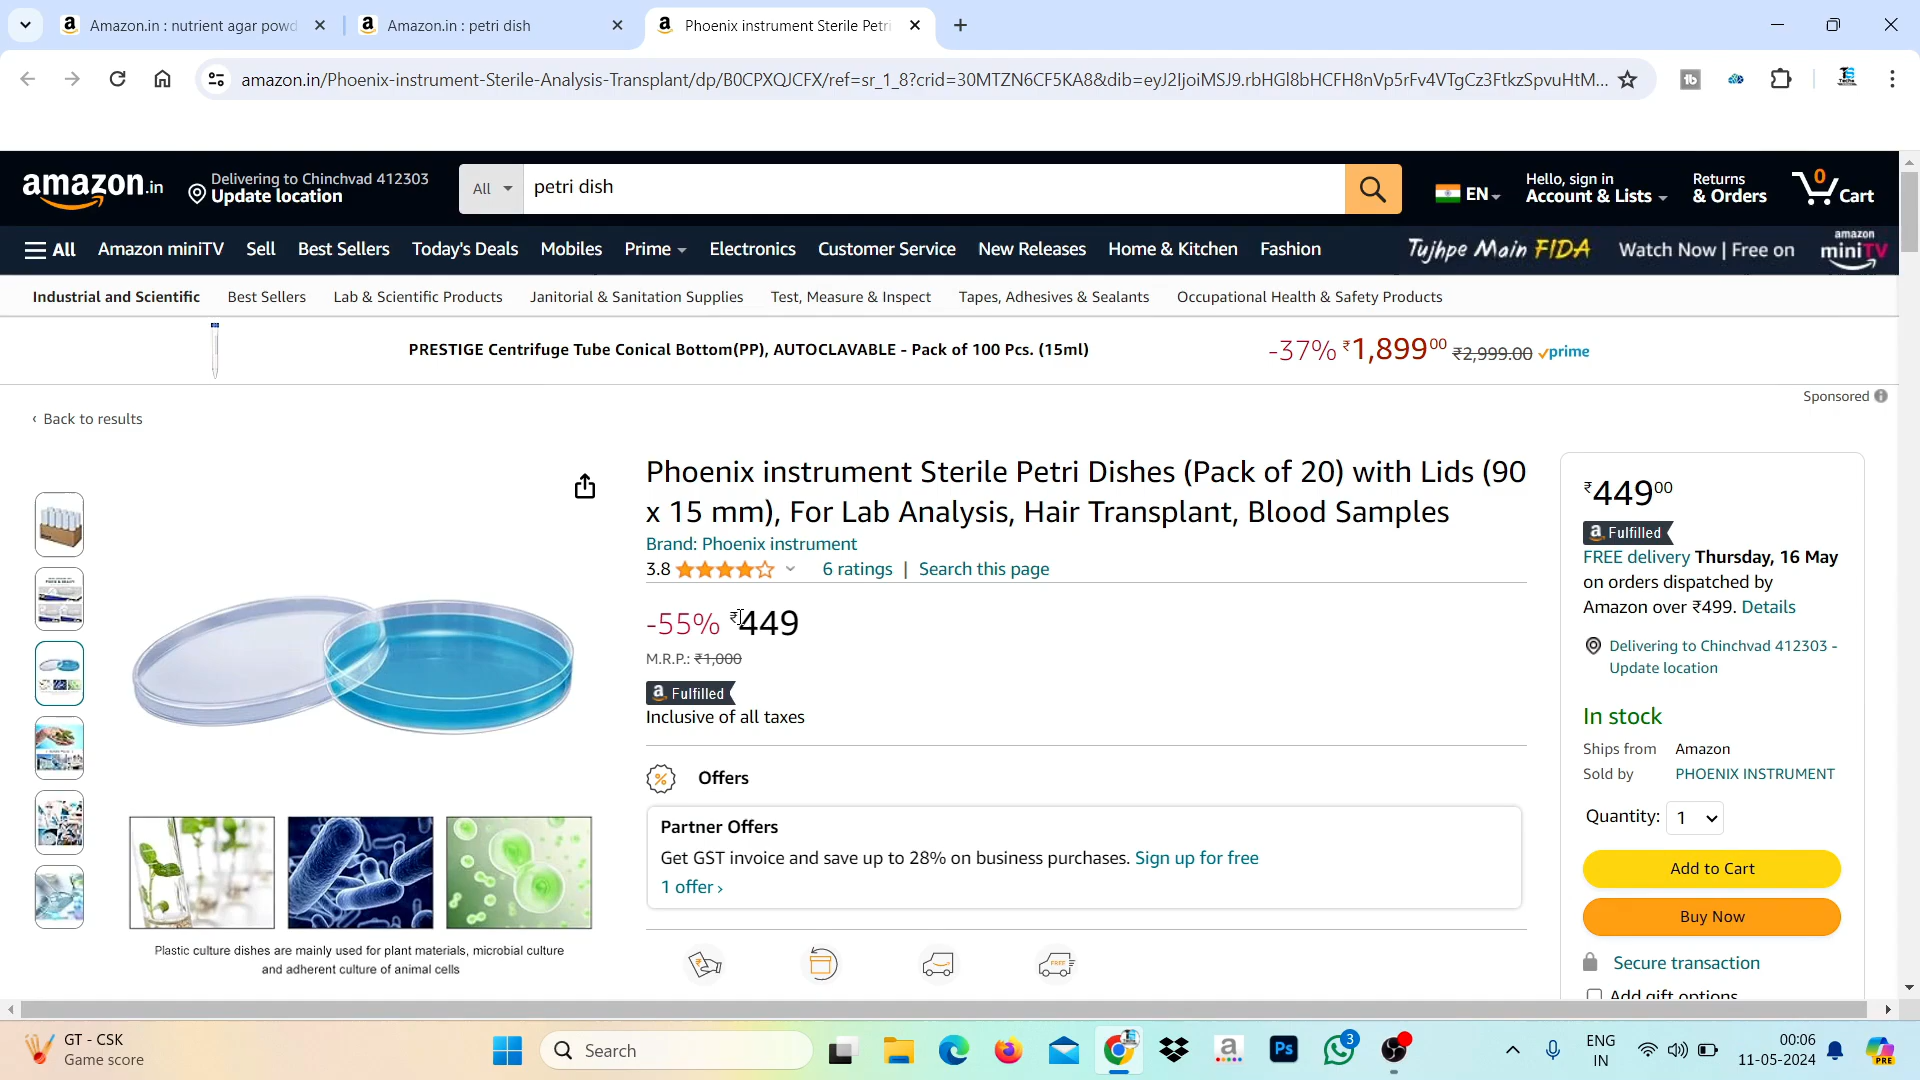 Amazon.in : nutrient agar powd
Amazon.in : petri dish
Phoenix instrument Sterile Petri
amazon.in/Phoenix-instrument-Sterile-Analysis-Transplant/dp/B0CPXQJCFX/ref=sr_1_8?crid=30MTZN6CF5KA8&dib=eyJ2IjoiMSJ9.rbHGl8bHCFH8nVp5rFv4VTgCz3FtkzSpvuHtM...
amazon.in
Delivering to Chinchvad 412303
Update location
All
petri dish
EN
Hello, sign in
Account & Lists
Returns
& Orders
0
Cart
All Amazon miniTV Sell Best Sellers Today's Deals Mobiles Prime Electronics Customer Service New Releases Home & Kitchen Fashion
Tujhpe Main FIDA Watch Now | Free on amazon miniTV
Industrial and Scientific Best Sellers Lab & Scientific Products Janitorial & Sanitation Supplies Test, Measure & Inspect Tapes, Adhesives & Sealants Occupational Health & Safety Products
PRESTIGE Centrifuge Tube Conical Bottom(PP), AUTOCLAVABLE - Pack of 100 Pcs. (15ml)
-37% ₹1,899.00 ₹2,999.00 prime
Sponsored
‹ Back to results
Phoenix instrument Sterile Petri Dishes (Pack of 20) with Lids (90
x 15 mm), For Lab Analysis, Hair Transplant, Blood Samples
Brand: Phoenix instrument
3.8 6 ratings | Search this page
-55% ₹449
M.R.P.: ₹1,000
a Fulfilled
Inclusive of all taxes
Offers
Partner Offers
Get GST invoice and save up to 28% on business purchases. Sign up for free
1 offer ›
FREE
Plastic culture dishes are mainly used for plant materials, microbial culture
and adherent culture of animal cells
₹449.00
a Fulfilled
FREE delivery Thursday, 16 May
on orders dispatched by
Amazon over ₹499. Details
Delivering to Chinchvad 412303 -
Update location
In stock
Ships from Amazon
Sold by PHOENIX INSTRUMENT
Quantity: 1
Add to Cart
Buy Now
Secure transaction
Add gift options
GT - CSK
Game score
Search
Ps
3
ENG
IN
00:06
11-05-2024
PRE